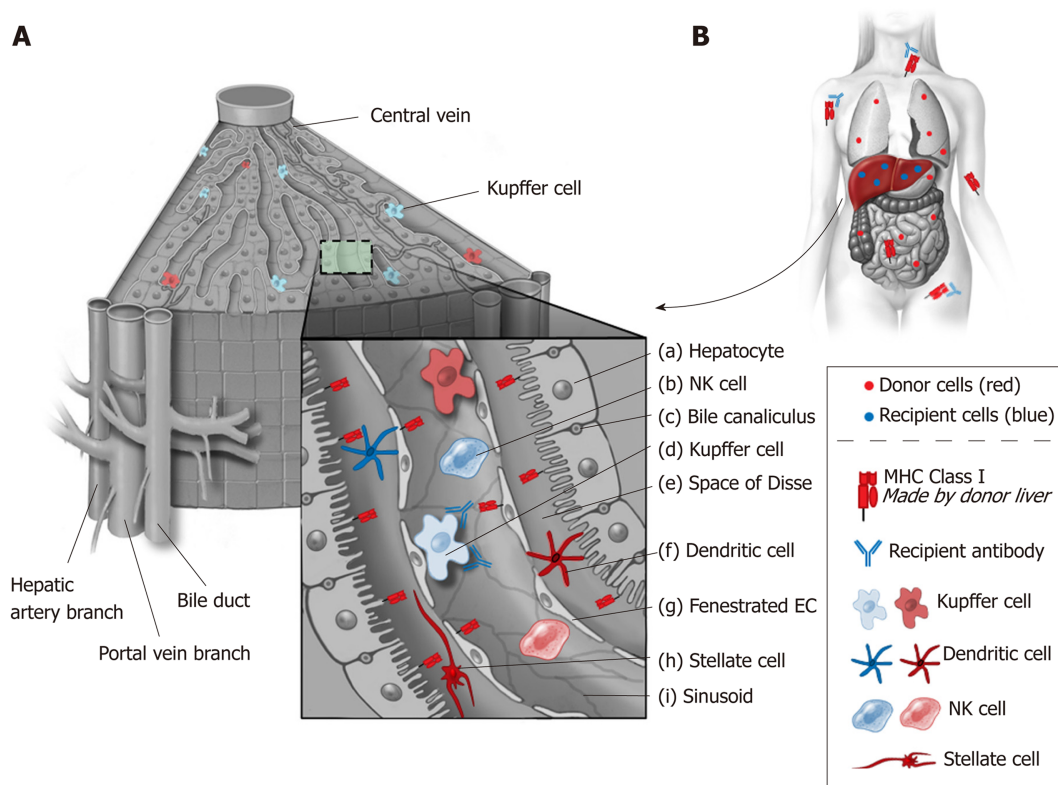 A
B
Central vein
Kupffer cell
Hepatic
artery branch
Portal vein branch
Bile duct
(a) Hepatocyte
(b) NK cell
(c) Bile canaliculus
(d) Kupffer cell
(e) Space of Disse
(f) Dendritic cell
(g) Fenestrated EC
(h) Stellate cell
(i) Sinusoid
Donor cells (red)
Recipient cells (blue)
MHC Class I
Made by donor liver
Recipient antibody
Kupffer cell
Dendritic cell
NK cell
Stellate cell